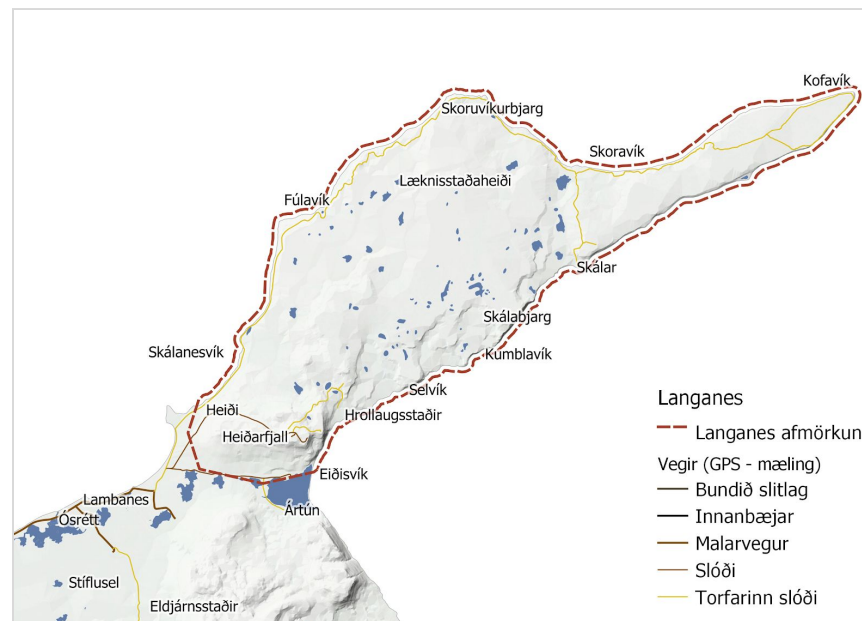 Kofavík
Skoruvíkurbjarg
Skoravík
Læknisstaðaheiði
Fúlavík
Skálar
Skálabjarg
Skálanesvík
Kumblavík
Selvík
Heiði
Hrollaugsstaðir
Heiðarfjall
Eiðisvík
Lambanes
Ártún
Ósrétt
Stíflusel
Eldjárnsstaðir
Langanes
Langanes afmörkun
Vegir (GPS - mæling)
Bundið slitlag
Innanbæjar
Malarvegur
Slóði
Torfarinn slóði